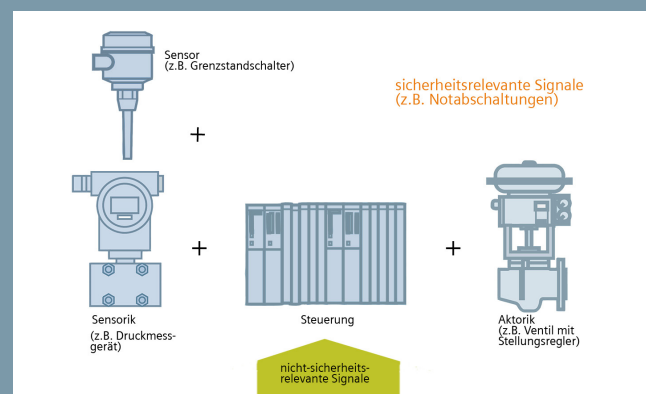 Sensor
(z.B. Grenzstandschalter)
sicherheitsrelevante Signale
(z.B. Notabschaltungen)
+
+
+
Sensorik
(z.B. Druckmess-
gerät)
Steuerung
Aktorik
(z.B. Ventil mit
Stellungsregler)
nicht-sicherheits-
relevante Signale